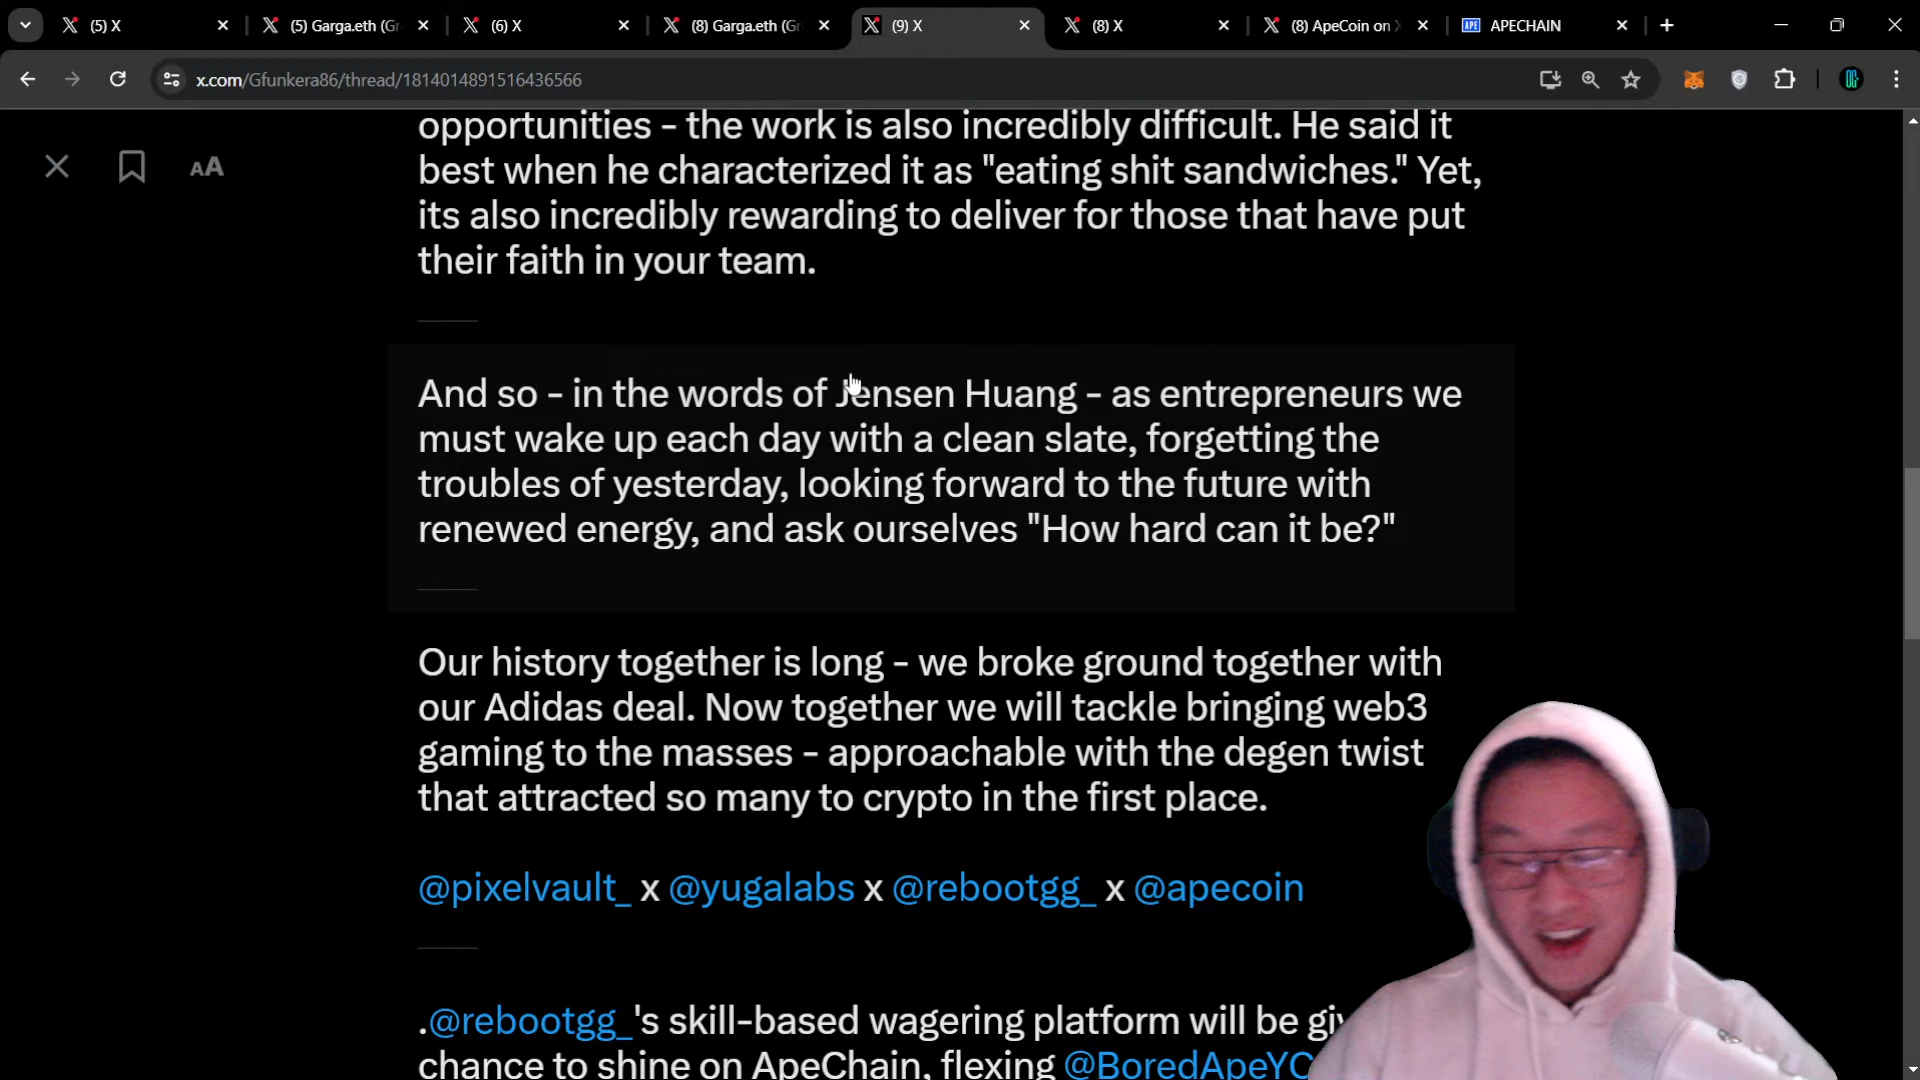 (5) X
(5) Garga.eth (Gr
(6) X
(8) Garga.eth (Gr
(9) X
(8) X
(8) ApeCoin on X
APE APECHAIN
x.com/Gfunkera86/thread/1814014891516436566
AA
opportunities - the work is also incredibly difficult. He said it
best when he characterized it as "eating shit sandwiches." Yet,
its also incredibly rewarding to deliver for those that have put
their faith in your team.
And so - in the words of Jensen Huang - as entrepreneurs we
must wake up each day with a clean slate, forgetting the
troubles of yesterday, looking forward to the future with
renewed energy, and ask ourselves "How hard can it be?"
Our history together is long - we broke ground together with
our Adidas deal. Now together we will tackle bringing web3
gaming to the masses - approachable with the degen twist
that attracted so many to crypto in the first place.
@pixelvault_ x @yugalabs x @rebootgg_ x @apecoin
.@rebootgg_'s skill-based wagering platform will be giv
chance to shine on ApeChain, flexing @BoredApeYC